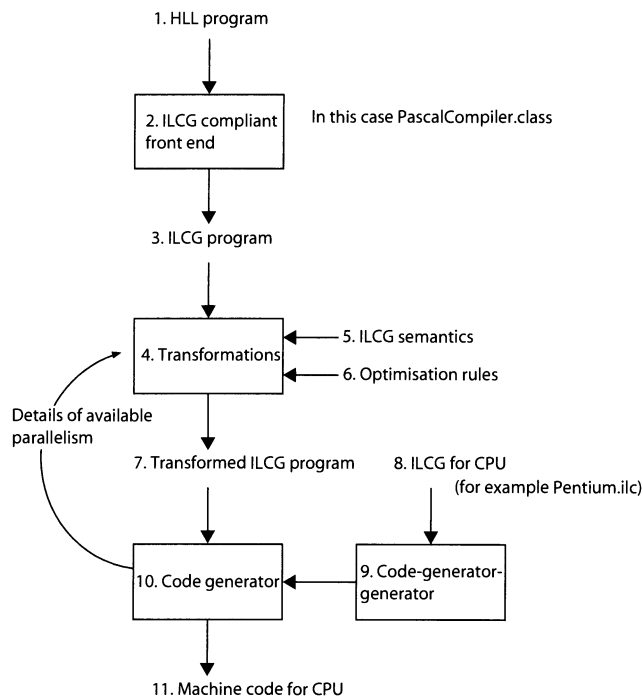 1. HLL program
2. ILCG compliant
front end
In this case PascalCompiler.class
3. ILCG program
4. Transformations
5. ILCG semantics
6. Optimisation rules
Details of available
parallelism
7. Transformed ILCG program
8. ILCG for CPU
(for example Pentium.ilc)
9. Code-generator-
generator
10. Code generator
11. Machine code for CPU